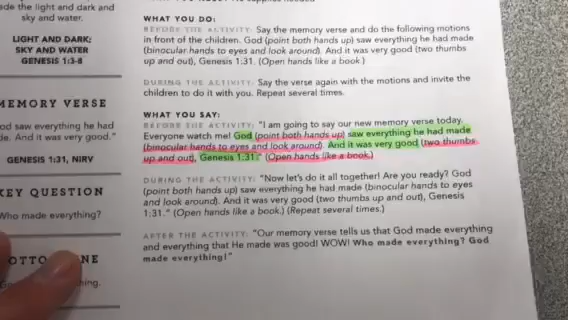 ade the light and dark
sky and water.
LIGHT AND DARK;
SKY AND WATER
GENESIS 1:3-8
MEMORY VERSE
od saw everything he had
de. And it was very good."
GENESIS 1:31, NIRV
KEY QUESTION
Who made everything?
OTTO NE
hing.
WHAT YOU DO:
BEFORE THE ACTIVITY: Say the memory verse and do the following motions
in front of the children. God (point both hands up) saw everything he had made
(binocular hands to eyes and look around). And it was very good (two thumbs
up and out), Genesis 1:31. (Open hands like a book.)
DURING THE ACTIVITY: Say the verse again with the motions and invite the
children to do it with you. Repeat several times.
WHAT YOU SAY:
BEFORE THE ACTIVITY: "I am going to say our new memory verse today.
Everyone watch me! God (point both hands up) saw everything he had made
(binocular hands to eyes and look around). And it was very good (two thumbs
up and out), Genesis 1:31." (Open hands like a book.)
DURING THE ACTIVITY: "Now let's do it all together! Are you ready? God
(point both hands up) saw everything he had made (binocular hands to eyes
and look around). And it was very good (two thumbs up and out), Genesis
1:31." (Open hands like a book.) (Repeat several times.)
AFTER THE ACTIVITY: "Our memory verse tells us that God made everything
and everything that He made was good! WOW! Who made everything? God
made everything!"